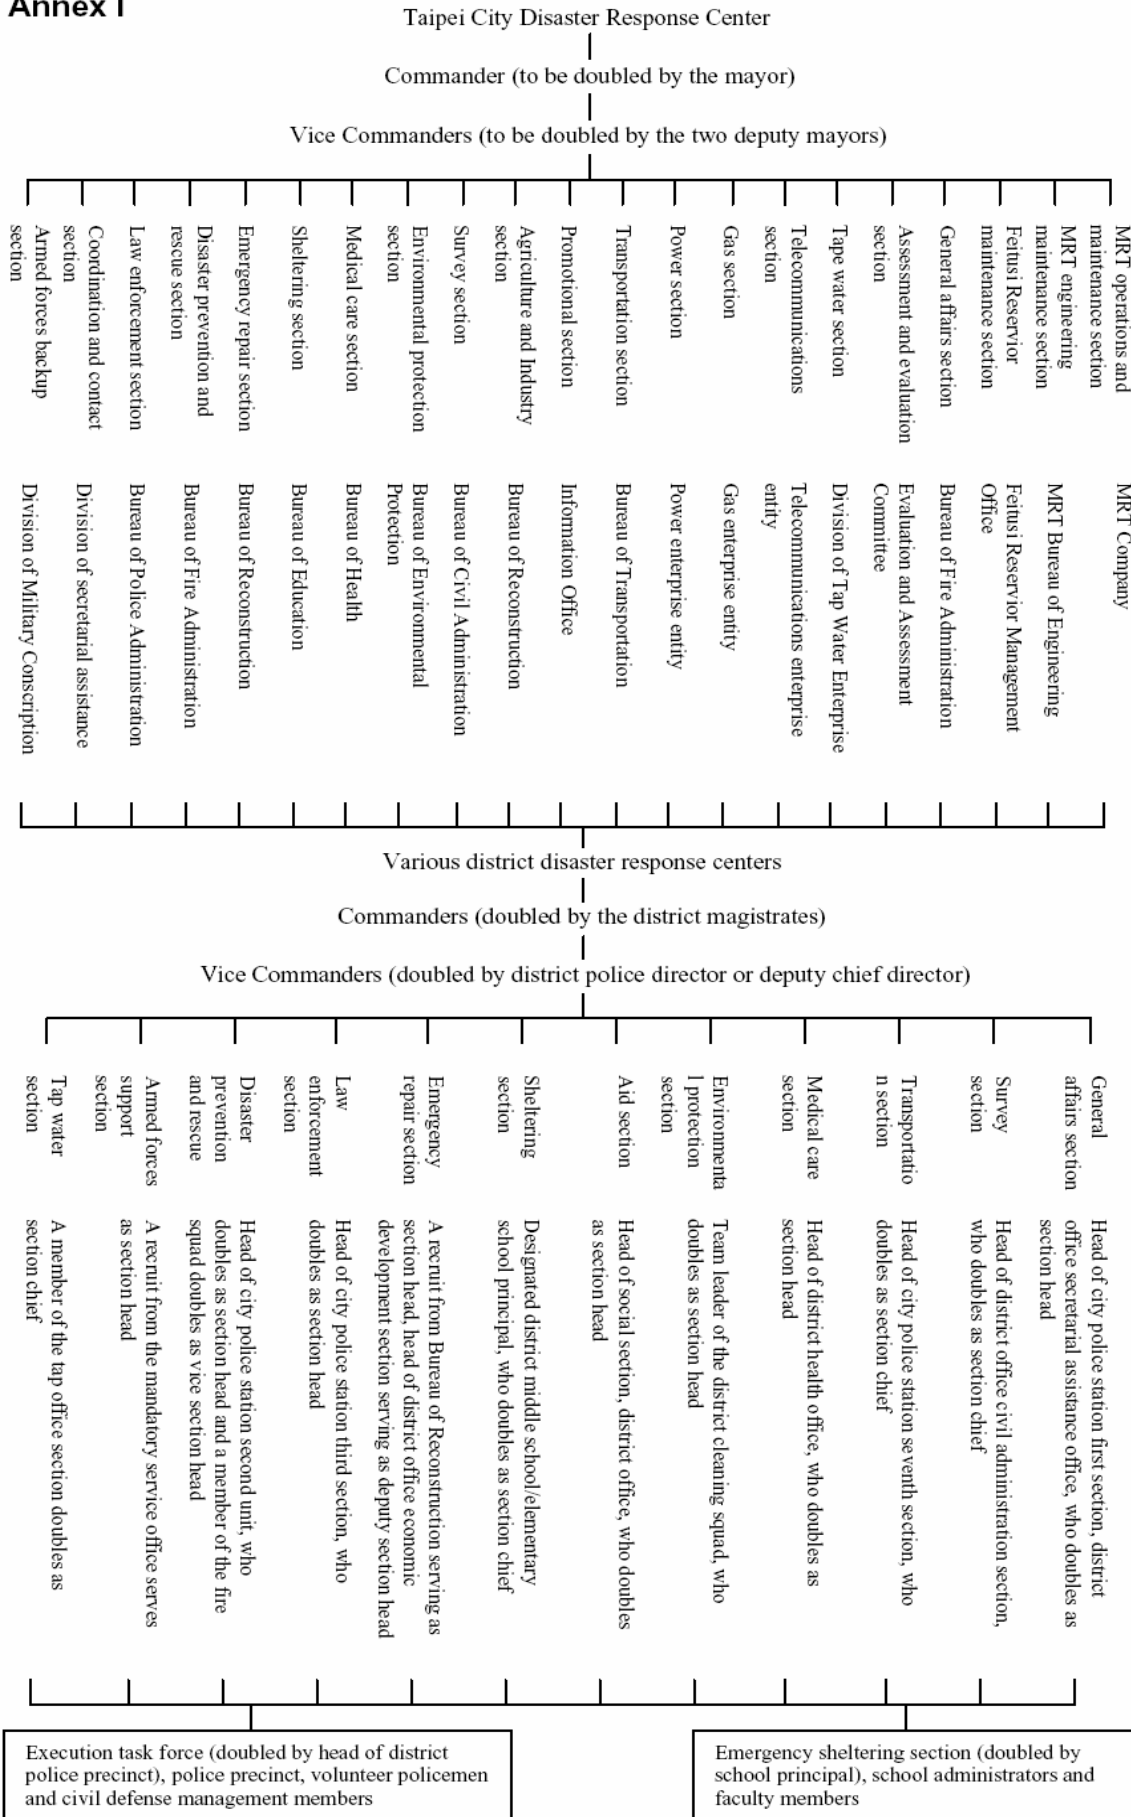 Annex I
Taipei City Disaster Response Center
Commander (to be doubled by the mayor)
Vice Commanders (to be doubled by the two deputy mayors)
Armed forces backup
section
Coordination and contact
section
Law enforcement section
Disaster prevention and
rescue section
Emergency repair section
Sheltering section
Medical care section
Environmental protection
section
Survey section
Agriculture and Industry
section
Promotional section
Transportation section
Power section
Gas section
Telecommunications
section
Tape water section
Assessment and evaluation
section
General affairs section
Feitusi Reservior
maintenance section
MRT engineering
maintenance section
MRT operations and
maintenance section
Division of Military Conscription
Division of secretarial assistance
Bureau of Police Administration
Bureau of Fire Administration
Bureau of Reconstruction
Bureau of Education
Bureau of Health
Bureau of Environmental
Protection
Bureau of Civil Administration
Bureau of Reconstruction
Information Office
Bureau of Transportation
Power enterprise entity
Gas enterprise entity
Telecommunications enterprise
entity
Division of Tap Water Enterprise
Evaluation and Assessment
Committee
Bureau of Fire Administration
Feitusi Reservior Management
Office
MRT Bureau of Engineering
MRT Company
Various district disaster response centers
Commanders (doubled by the district magistrates)
Vice Commanders (doubled by district police director or deputy chief director)
Tap water
section
Armed forces
support
section
Disaster
prevention
and rescue
Law
enforcement
section
Emergency
repair section
Sheltering
section
Aid section
Environmenta
l protection
section
Medical care
section
Transportatio
n section
Survey
section
General
affairs section
A member of the tap office section doubles as
section chief
A recruit from the mandatory service office serves
as section head
Head of city police station second unit, who
doubles as section head and a member of the fire
squad doubles as vice section head
Head of city police station third section, who
doubles as section head
A recruit from Bureau of Reconstruction serving as
section head, head of district office economic
development section serving as deputy section head
Designated district middle school/elementary
school principal, who doubles as section chief
Head of social section, district office, who doubles
as section head
Team leader of the district cleaning squad, who
doubles as section head
Head of district health office, who doubles as
section head
Head of city police station seventh section, who
doubles as section chief
Head of district office civil administration section,
who doubles as section chief
Head of city police station first section, district
office secretarial assistance office, who doubles as
section head
Execution task force (doubled by head of district
police precinct), police precinct, volunteer policemen
and civil defense management members
Emergency sheltering section (doubled by
school principal), school administrators and
faculty members